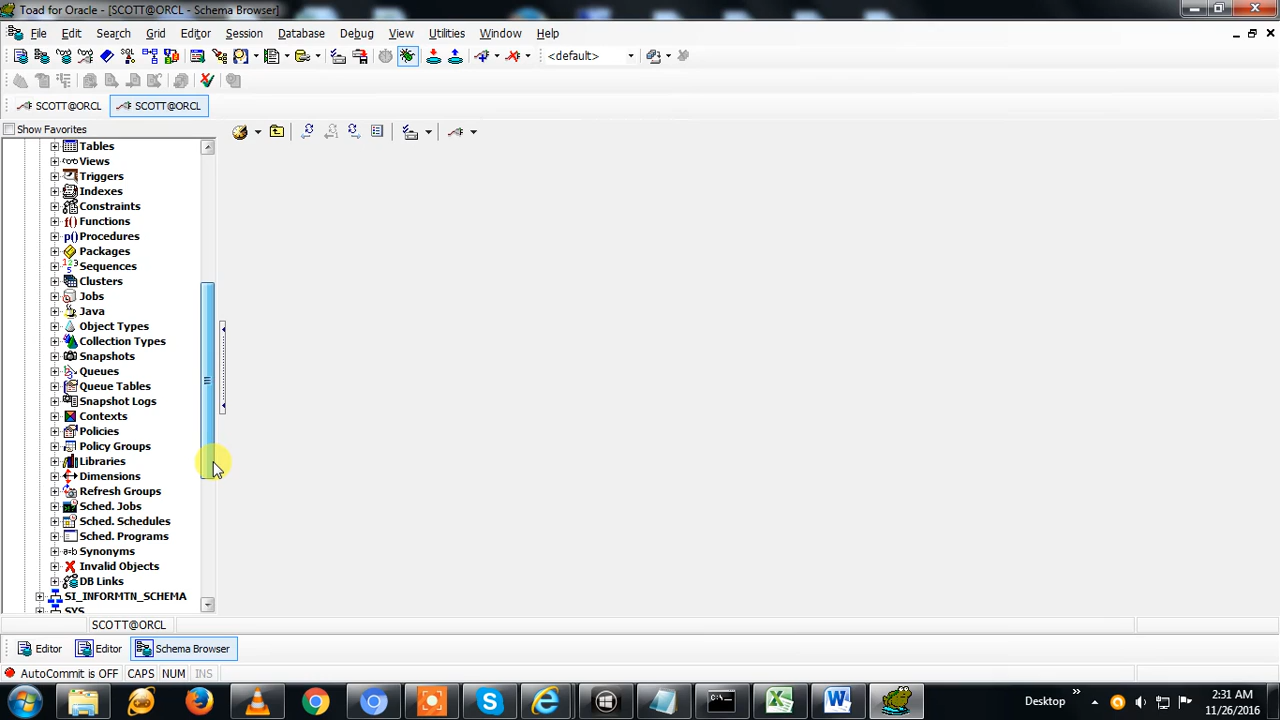 Toad for Oracle - [SCOTT@ORCL - Schema Browser]
File Edit Search Grid Editor Session Database Debug View Utilities Window Help
SQL <default>
SCOTT@ORCL SCOTT@ORCL
Show Favorites
Tables
Views
Triggers
Indexes
Constraints
f() Functions
p() Procedures
Packages
Sequences
Clusters
Jobs
Java
Object Types
Collection Types
Snapshots
Queues
Queue Tables
Snapshot Logs
Contexts
Policies
Policy Groups
Libraries
Dimensions
Refresh Groups
Sched. Jobs
Sched. Schedules
Sched. Programs
a=b Synonyms
Invalid Objects
DB Links
SI_INFORMTN_SCHEMA
SYS
SCOTT@ORCL
Editor Editor Schema Browser
AutoCommit is OFF CAPS NUM INS
Desktop » 2:31 AM
11/26/2016